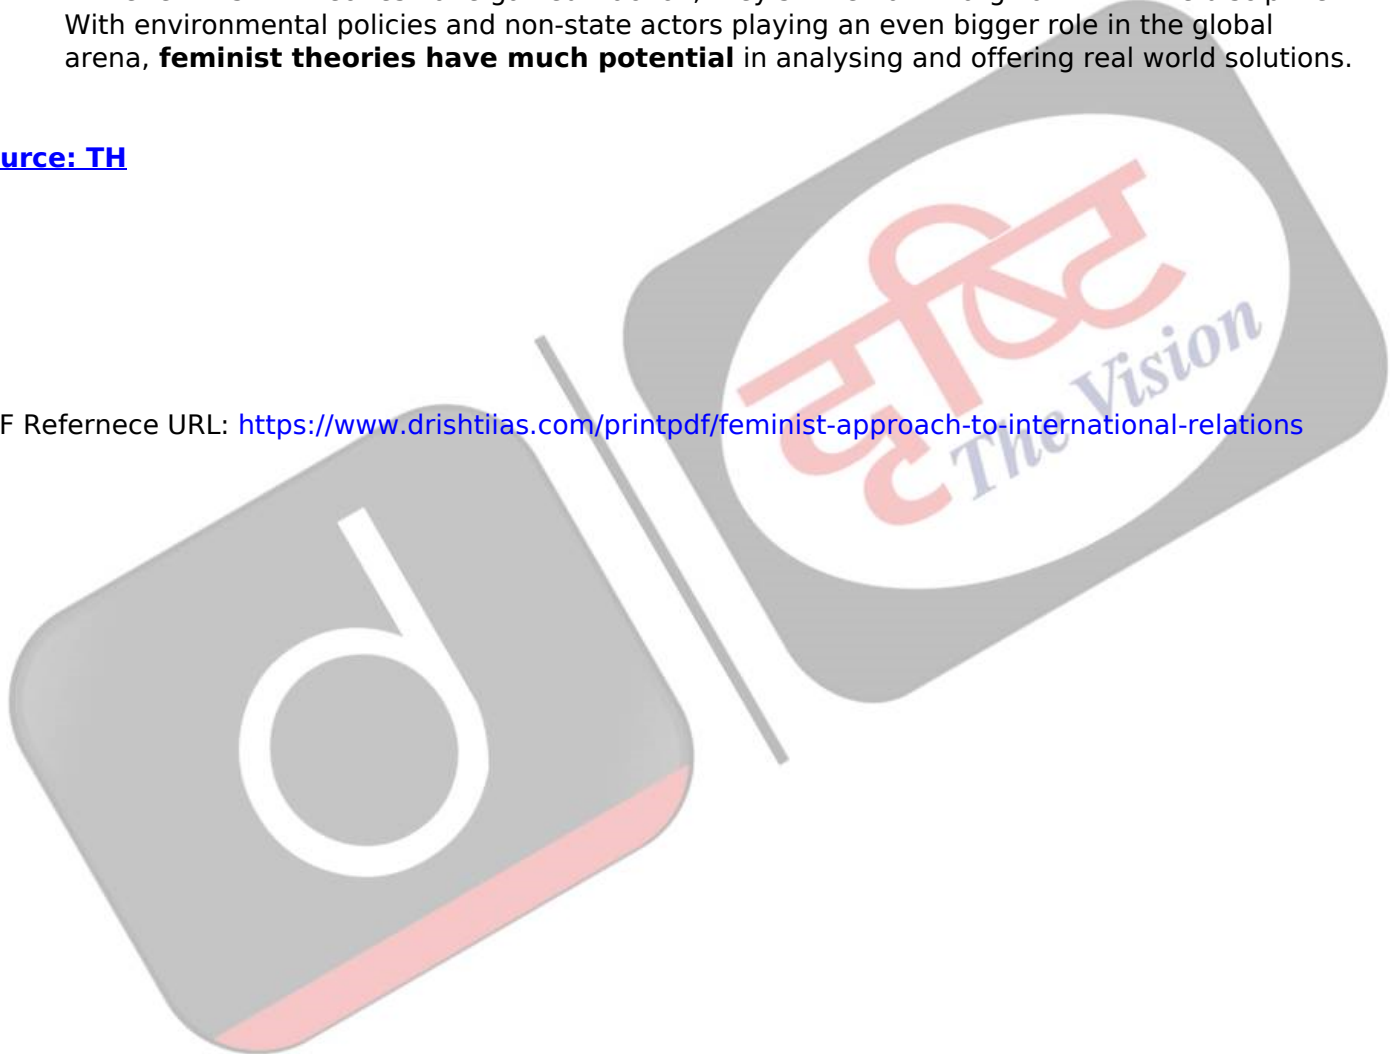 With environmental policies and non-state actors playing an even bigger role in the global
arena, feminist theories have much potential in analysing and offering real world solutions.
urce: TH
दृष्टि
The Vision
F Refernece URL: https://www.drishtiias.com/printpdf/feminist-approach-to-international-relations
d